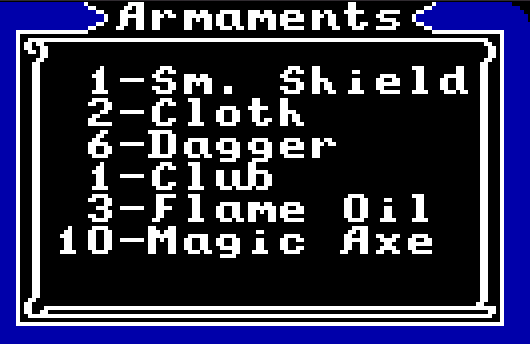 Armaments
1-Sm. Shield
2-Cloth
6-Dagger
1-Club
3-Flame Oil
10-Magic Axe